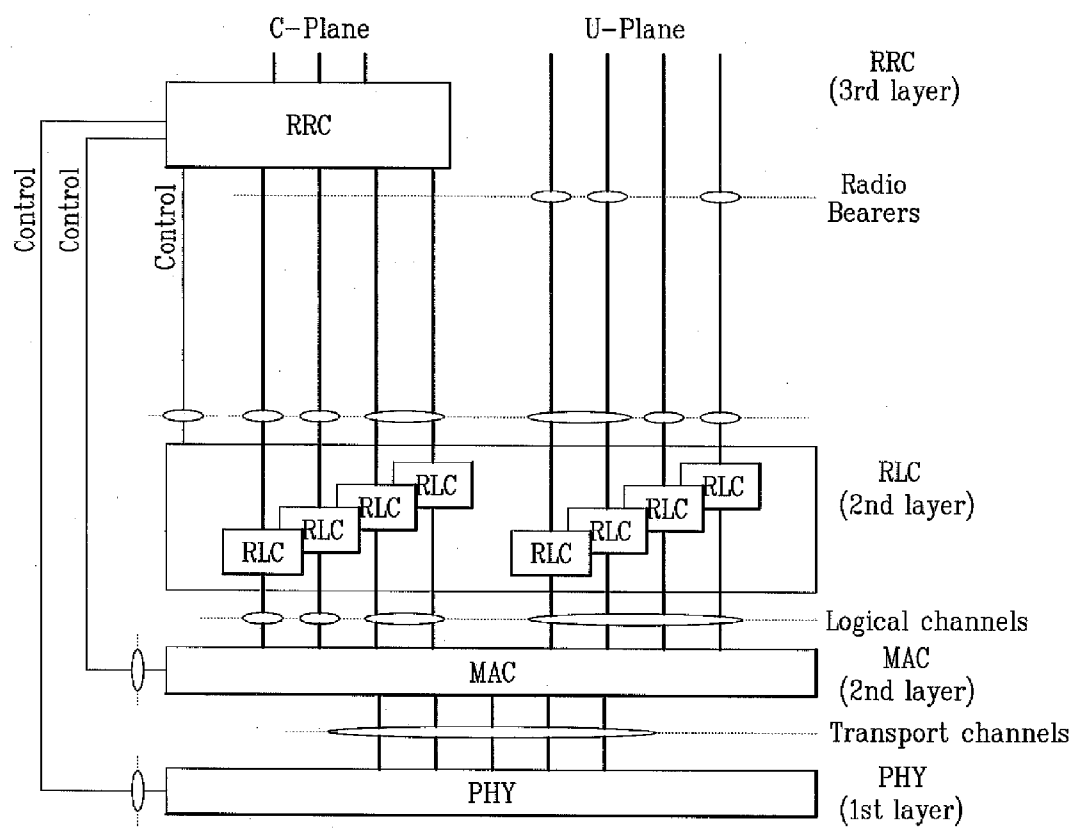 C-Plane
U-Plane
RRC
(3rd layer)
RRC
Control
Control
Control
Radio
Bearers
RLC
RLC
RLC
RLC
RLC
RLC
RLC
RLC
RLC
(2nd layer)
Logical channels
MAC
MAC
(2nd layer)
Transport channels
PHY
PHY
(1st layer)